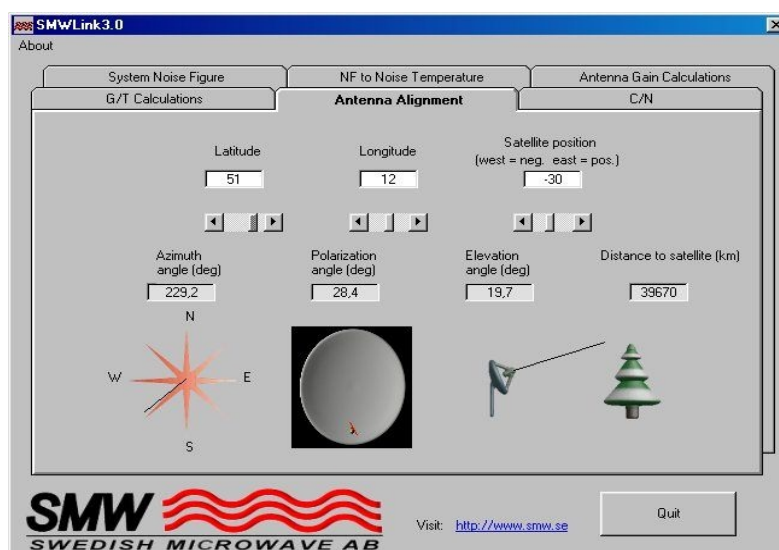 SMWLink3.0
About
System Noise Figure
NF to Noise Temperature
Antenna Gain Calculations
G/T Calculations
Antenna Alignment
C/N
Latitude
Longitude
Satellite position
(west = neg. east = pos.)
51
12
-30
Azimuth
angle (deg)
Polarization
angle (deg)
Elevation
angle (deg)
Distance to satellite (km)
229,2
28,4
19,7
39670
N
W
E
S
SMW
SWEDISH MICROWAVE AB
Visit: http://www.smw.se
Quit